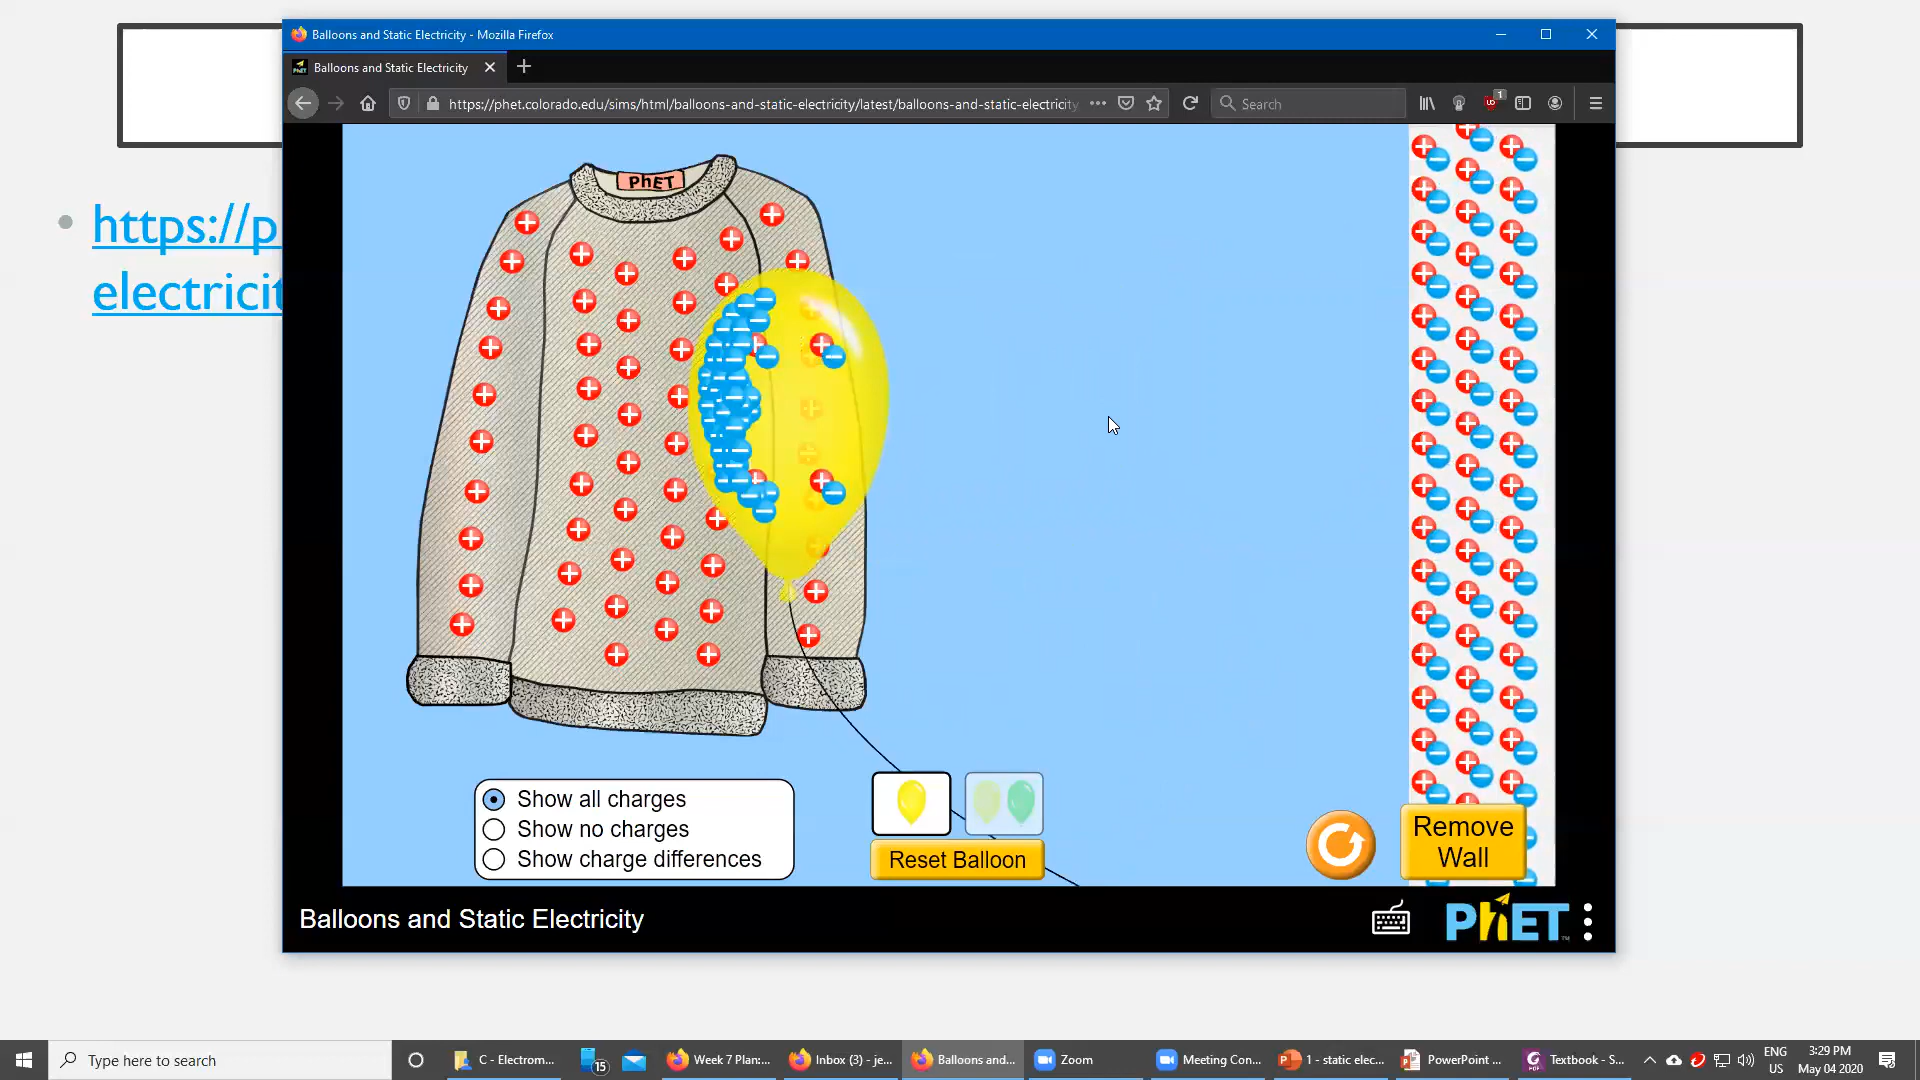 Balloons and Static Electricity - Mozilla Firefox
Balloons and Static Electricity
https://phet.colorado.edu/sims/html/balloons-and-static-electricity/latest/balloons-and-static-electricity
Search
1
https://p
electricit
PhET
Show all charges
Show no charges
Show charge differences
Reset Balloon
Remove
Wall
Balloons and Static Electricity
PhET
Type here to search
C - Electrom...
15
Week 7 Plan:...
Inbox (3) - je...
Balloons and...
Zoom
Meeting Con...
1 - static elec...
PowerPoint ...
Textbook - S...
ENG
US
3:29 PM
May 04 2020